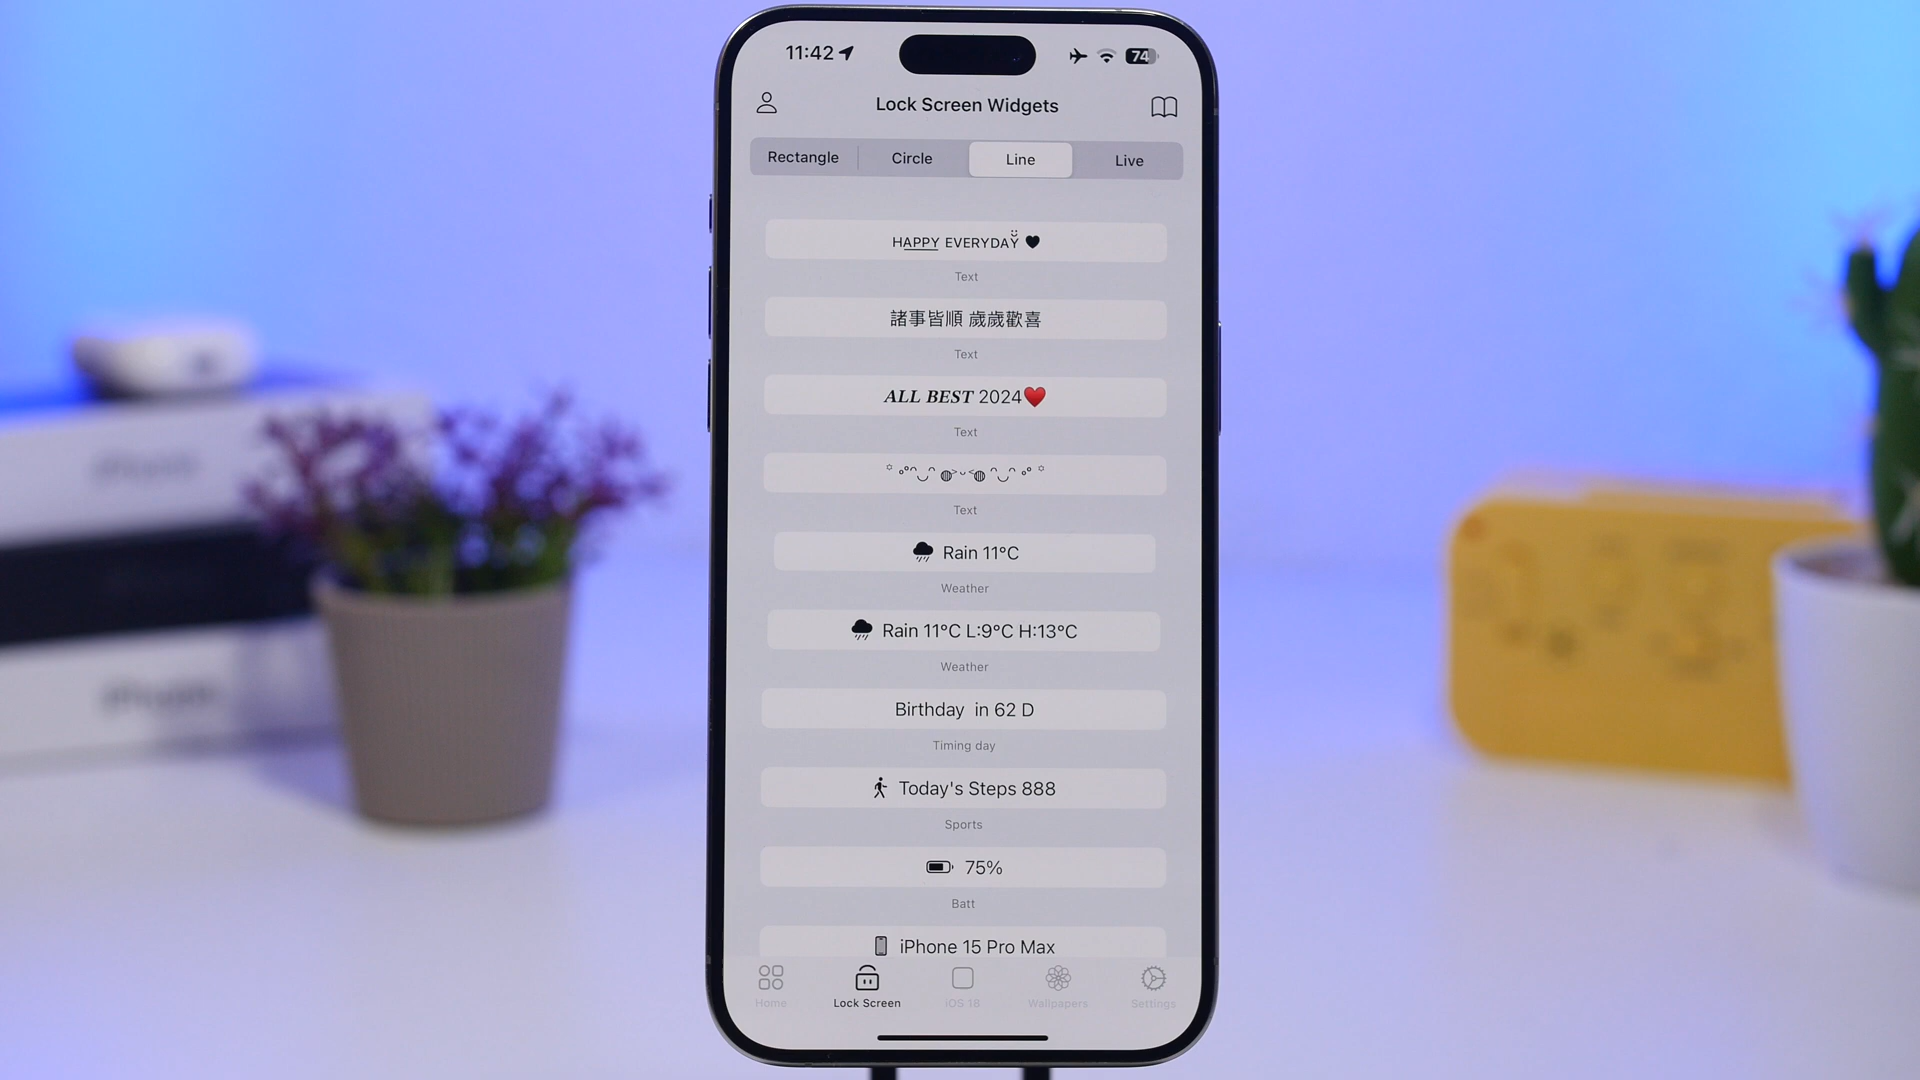 11:42
74
Lock Screen Widgets
Rectangle
Circle
Line
Live
HAPPY EVERYDAY ♥
Text
諸事皆順 歲歲歡喜
Text
ALL BEST 2024❤️
Text
Text
Rain 11°C
Weather
Rain 11°C L:9°C H:13°C
Weather
Birthday in 62 D
Timing day
Today's Steps 888
Sports
75%
Batt
iPhone 15 Pro Max
Home
Lock Screen
iOS 18
Wallpapers
Settings